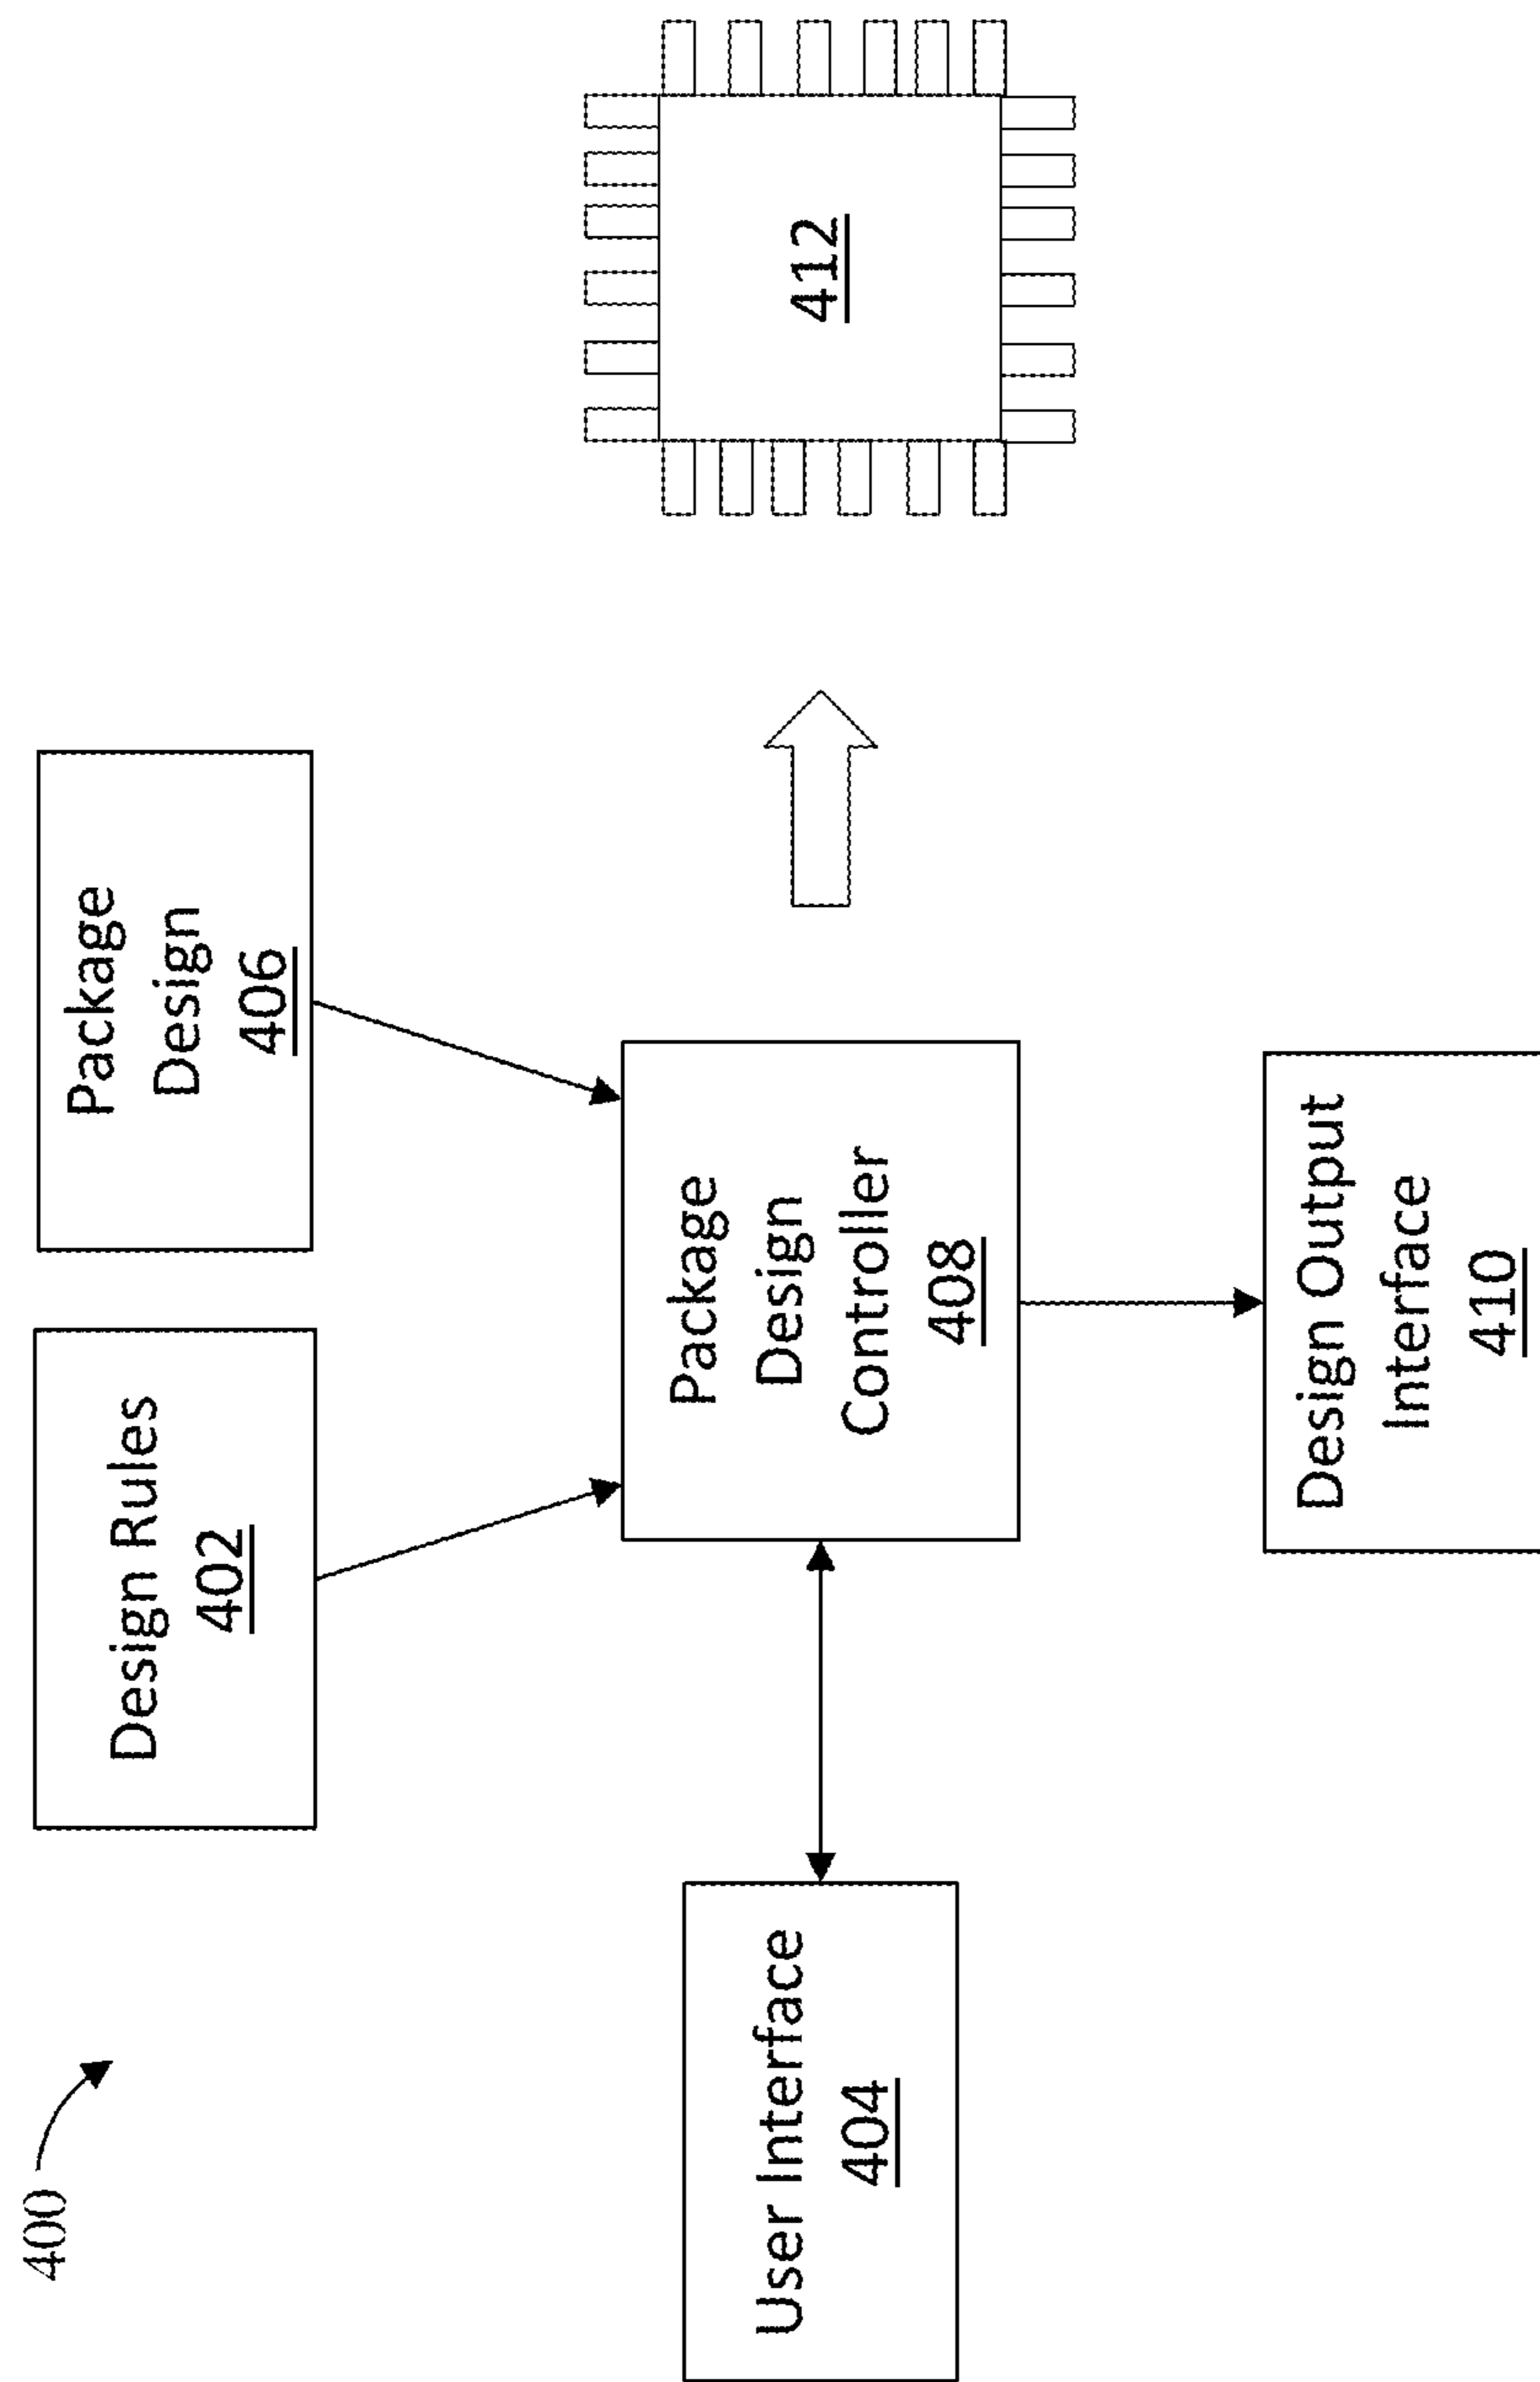 400
Design Rules
402
Package
Design
406
User Interface
404
Package
Design
Controller
408
412
Design Output
Interface
410